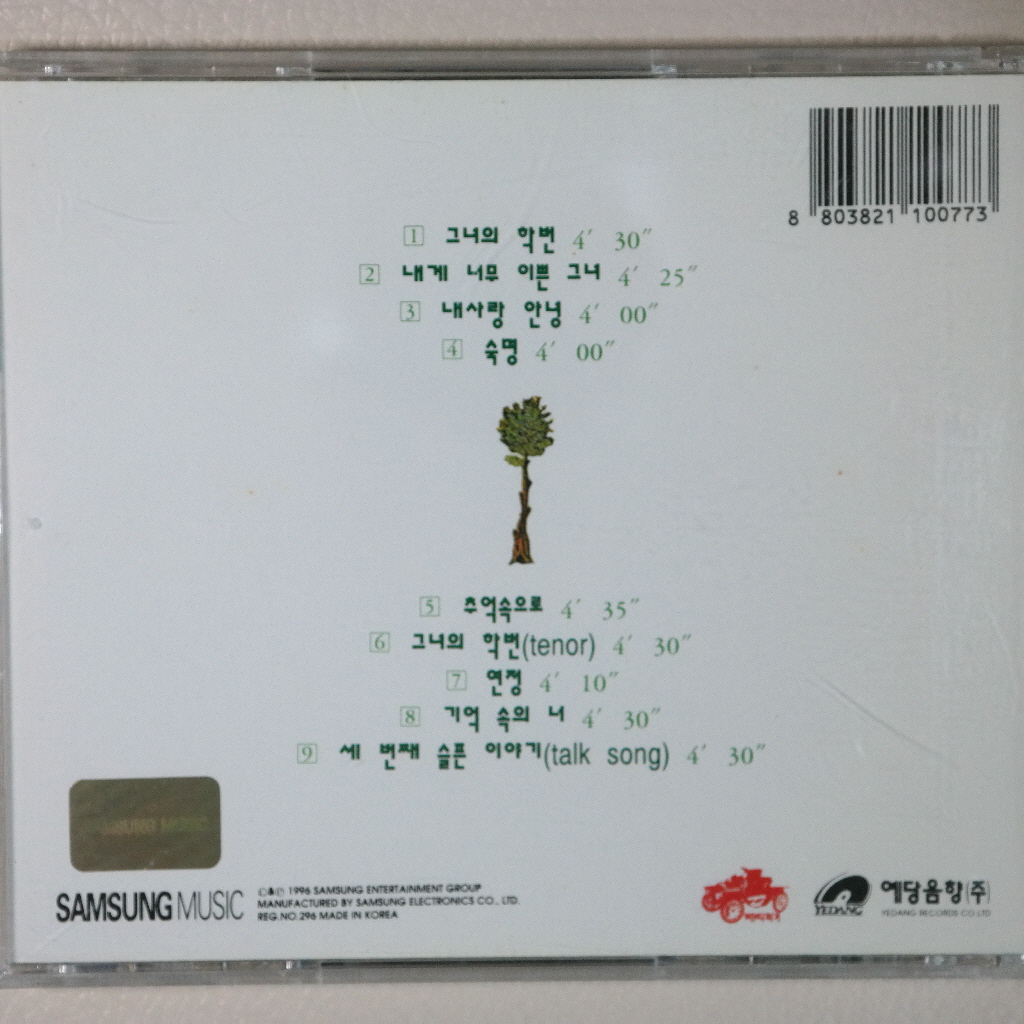 8 803821 100773
1 그녀의 학번 4′ 30″
2 내게 너무 이쁜 그녀 4′ 25″
3 내사랑 안녕 4′ 00″
4 숙명 4′ 00″
5 추억속으로 4′ 35″
6 그녀의 학번(tenor) 4′ 30″
7 연정 4′ 10″
8 기억 속의 너 4′ 30″
9 세 번째 슬픈 이야기(talk song) 4′ 30″
SAMSUNG MUSIC
©&℗ 1996 SAMSUNG ENTERTAINMENT GROUP
MANUFACTURED BY SAMSUNG ELECTRONICS CO., LTD.
REG.NO.296 MADE IN KOREA
YEDANG
예당음향(주)
YEDANG RECORDS CO LTD